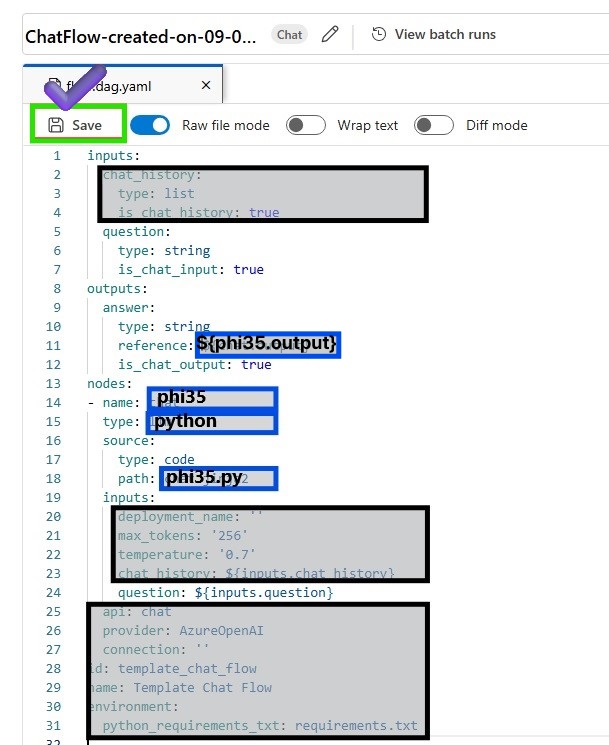 ChatFlow-created-on-09-0... Chat View batch runs
dag.yaml
Save Raw file mode Wrap text Diff mode
1 inputs:
2 chat_history:
3 type: list
4 is_chat_history: true
5 question:
6 type: string
7 is_chat_input: true
8 outputs:
9 answer:
10 type: string
11 reference: ${phi35.output}
12 is_chat_output: true
13 nodes:
14 - name: phi35
15 type: python
16 source:
17 type: code
18 path: phi35.py
19 inputs:
20 deployment_name: ''
21 max_tokens: '256'
22 temperature: '0.7'
23 chat_history: ${inputs.chat_history}
24 question: ${inputs.question}
25 api: chat
26 provider: AzureOpenAI
27 connection: ''
28 id: template_chat_flow
29 name: Template Chat Flow
30 environment:
31 python_requirements_txt: requirements.txt
32